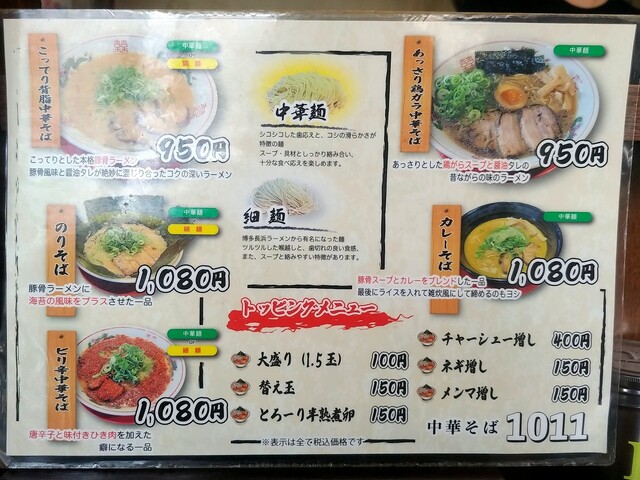 こってり背脂中華そば
中華麺
or
細麺
950円
こってりとした本格豚骨ラーメン
豚骨風味と醤油タレが絶妙に混じり合ったコクの深いラーメン
のりそば
中華麺
or
細麺
1,080円
豚骨ラーメンに
海苔の風味をプラスさせた一品
ピリ辛中華そば
中華麺
or
細麺
1,080円
唐辛子と味付きひき肉を加えた
癖になる一品
中華麺
シコシコした歯応えと、コシの滑らかさが
特徴の麺
スープ・具材としっかり絡み合い、
十分な食べ応えを楽しめます。
細麺
博多長浜ラーメンから有名になった麺
ツルツルした喉越しと、歯切れの良い食感、
また、スープと絡みやすい特徴があります。
あっさり鶏ガラ中華そば
中華麺
950円
あっさりとした鶏がらスープと醤油タレの
昔ながらの味のラーメン
カレーそば
中華麺
1,080円
豚骨スープとカレーをブレンドした一品
最後にライスを入れて雑炊風にして締めるのもヨシ
トッピングメニュー
大盛り (1.5玉) 100円
替え玉 150円
とろーり半熟煮卵 150円
チャーシュー増し 400円
ネギ増し 150円
メンマ増し 150円
※表示は全て税込価格です
中華そば 1011